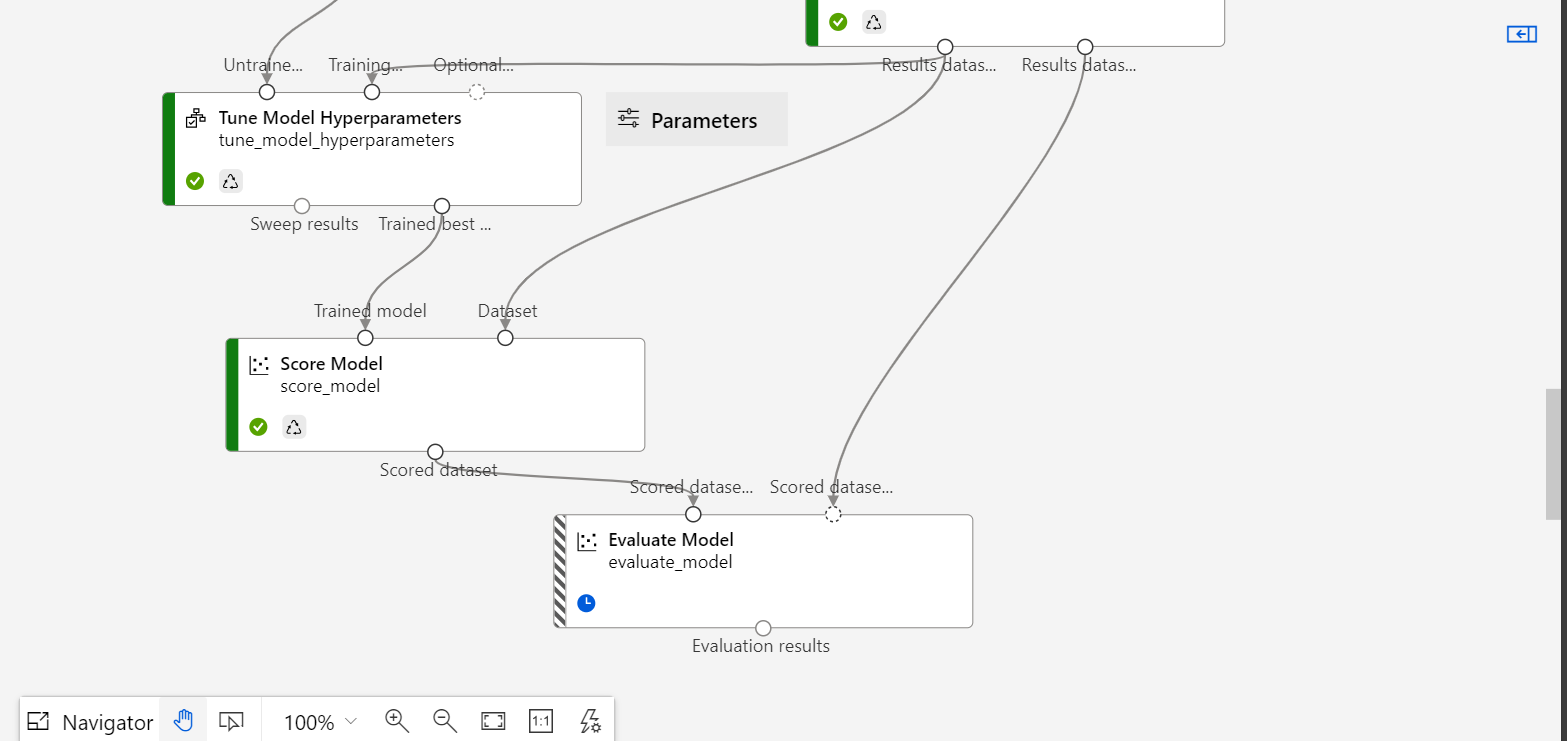 Untraine... Training... Optional...
Results datas... Results datas...
Tune Model Hyperparameters
tune_model_hyperparameters
Parameters
Sweep results Trained best ...
Trained model Dataset
Score Model
score_model
Scored dataset
Scored datase... Scored datase...
Evaluate Model
evaluate_model
Evaluation results
Navigator 100% 1:1